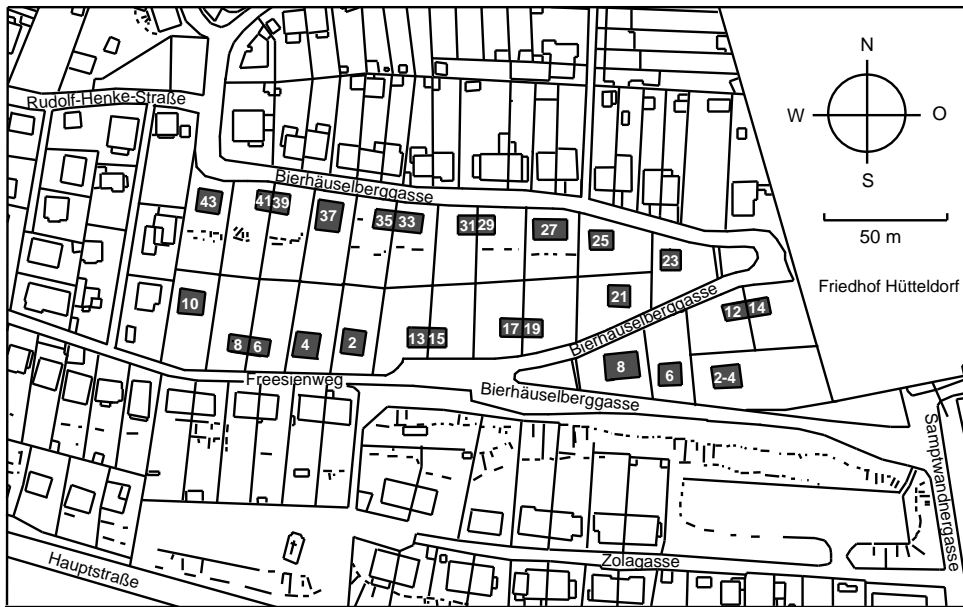 N
Rudolf-Henke-Straße
W
O
S
Bierhäuselberggasse
43
41
39
37
35
33
31
29
27
25
23
50 m
Friedhof Hütteldorf
10
21
12
14
17
19
13
15
8
6
4
2
Bierhäuselberggasse
8
6
2-4
Freesienweg
Bierhäuselberggasse
Samptwandnergasse
Zolagasse
Hauptstraße
1